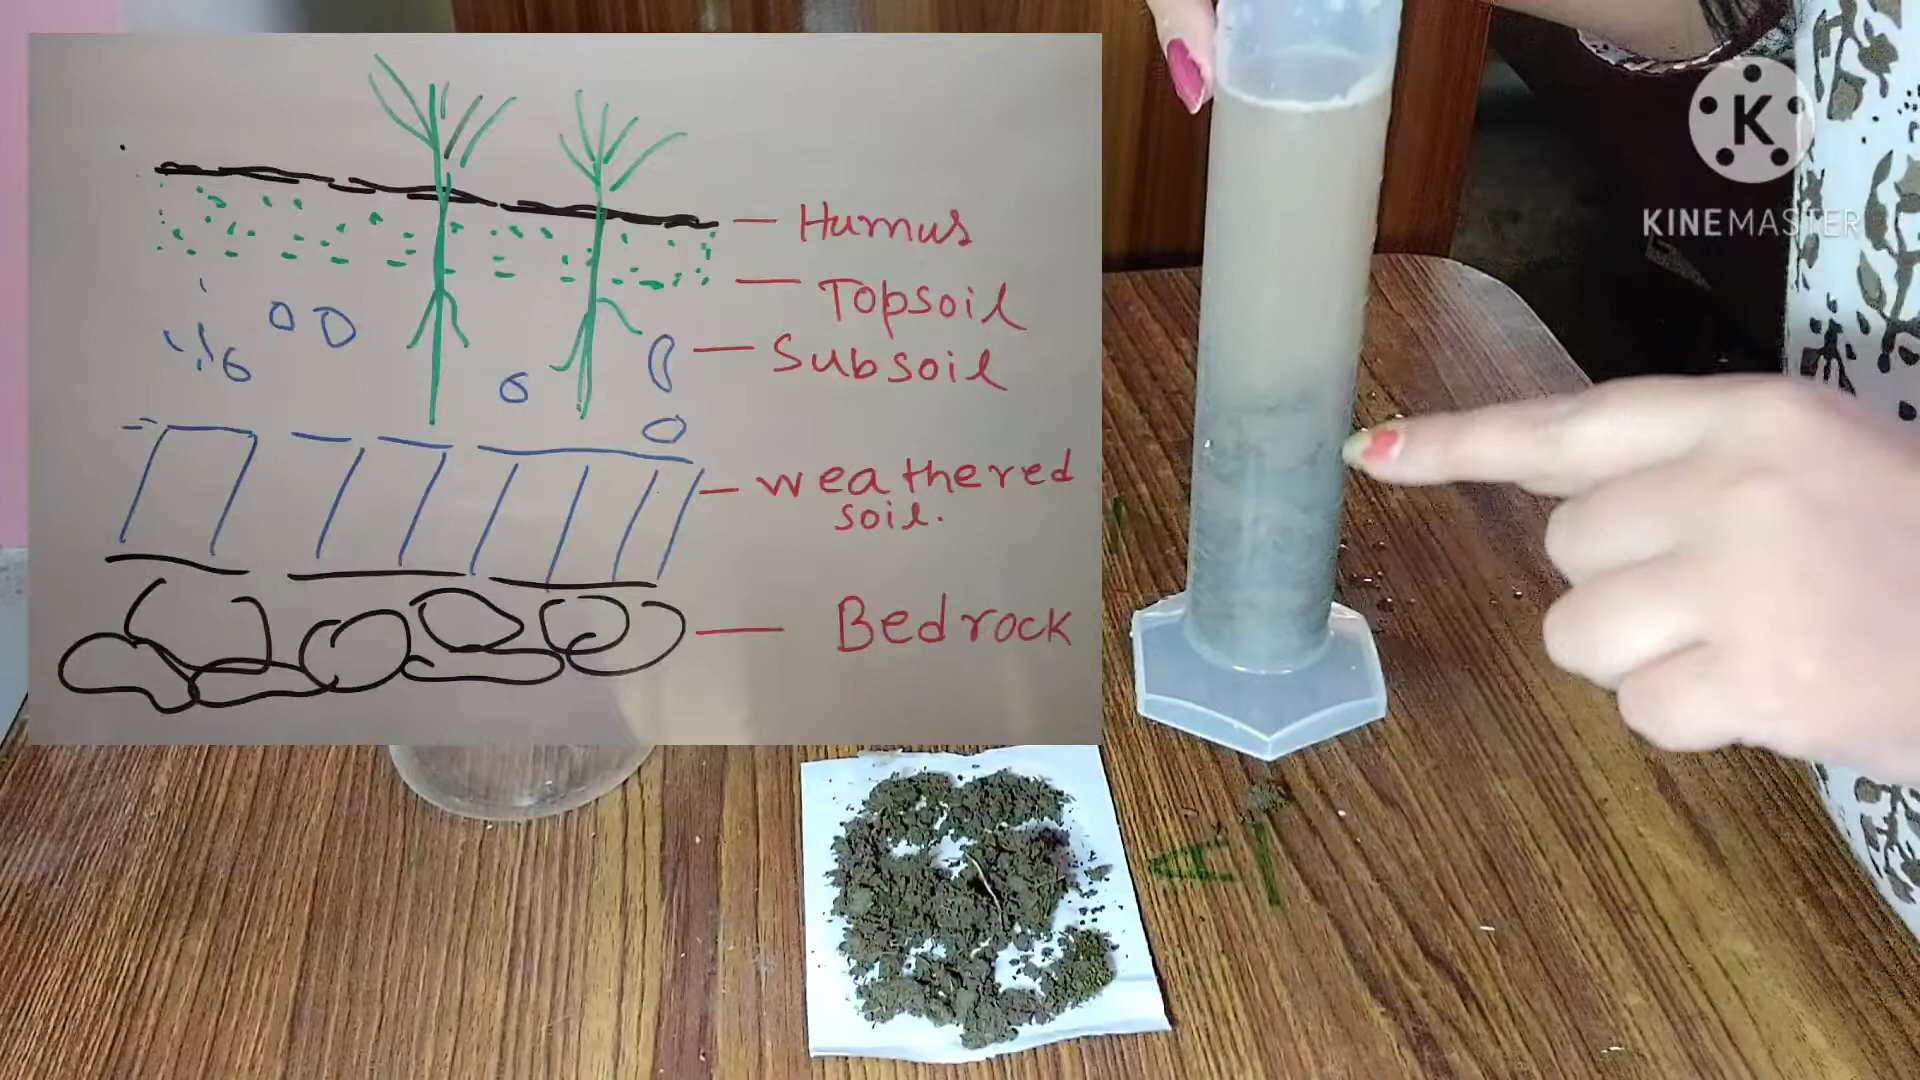 Humus
Topsoil
Subsoil
weathered
soil.
Bedrock
K
KINEMASTER